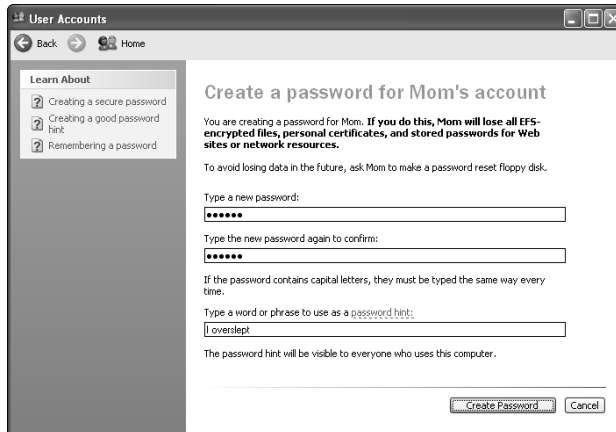 User Accounts
Back Home
Learn About
Creating a secure password
Creating a good password
hint
Remembering a password
Create a password for Mom's account
You are creating a password for Mom. If you do this, Mom will lose all EFS-
encrypted files, personal certificates, and stored passwords for Web
sites or network resources.
To avoid losing data in the future, ask Mom to make a password reset floppy disk.
Type a new password:
●●●●●●
Type the new password again to confirm:
●●●●●●
If the password contains capital letters, they must be typed the same way every
time.
Type a word or phrase to use as a password hint:
I overslept
The password hint will be visible to everyone who uses this computer.
Create Password Cancel